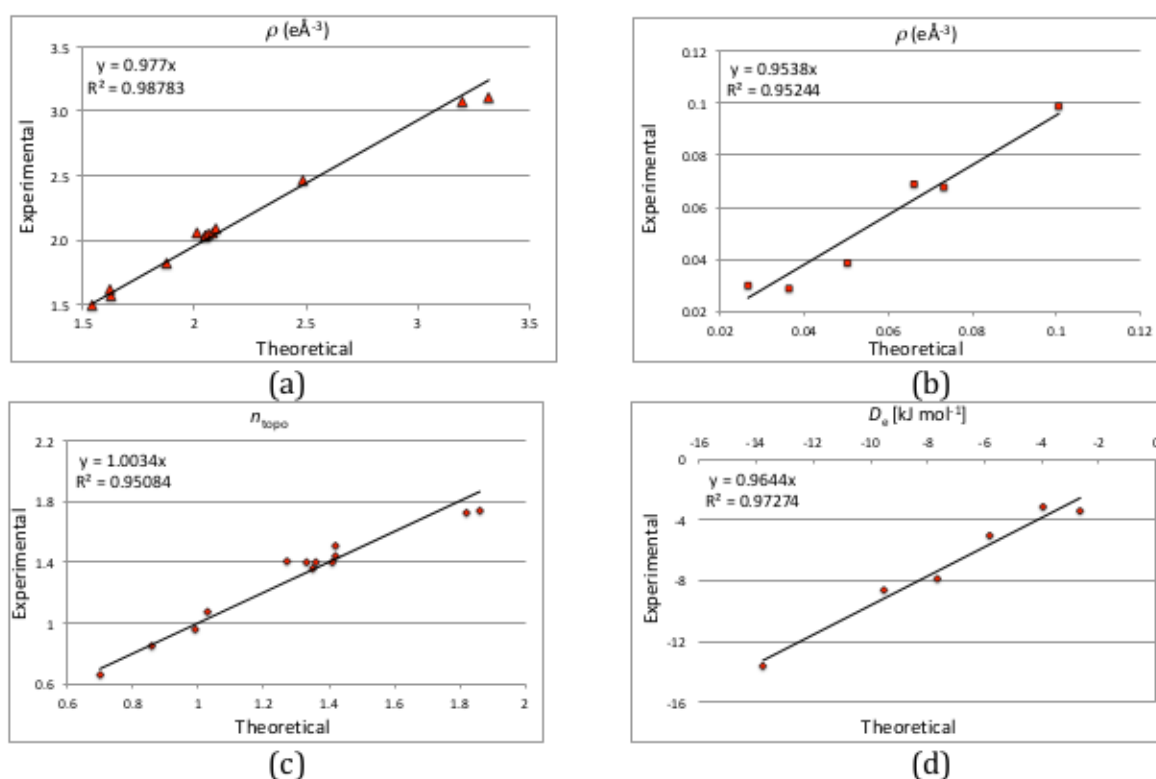 ρ (eÅ⁻³)
y = 0.977x
R² = 0.98783
Experimental
3.5
3.0
2.5
2.0
1.5
1.5 2 2.5 3 3.5
Theoretical
(a)
ρ (eÅ⁻³)
y = 0.9538x
R² = 0.95244
Experimental
0.12
0.1
0.08
0.06
0.04
0.02
0.02 0.04 0.06 0.08 0.1 0.12
Theoretical
(b)
n_topo
y = 1.0034x
R² = 0.95084
Experimental
2.2
1.8
1.4
1
0.6
0.6 0.8 1 1.2 1.4 1.6 1.8 2
Theoretical
(c)
Dₑ [kJ mol⁻¹]
-16 -14 -12 -10 -8 -6 -4 -2 0
y = 0.9644x
R² = 0.97274
Experimental
0
-4
-8
-12
-16
Theoretical
(d)